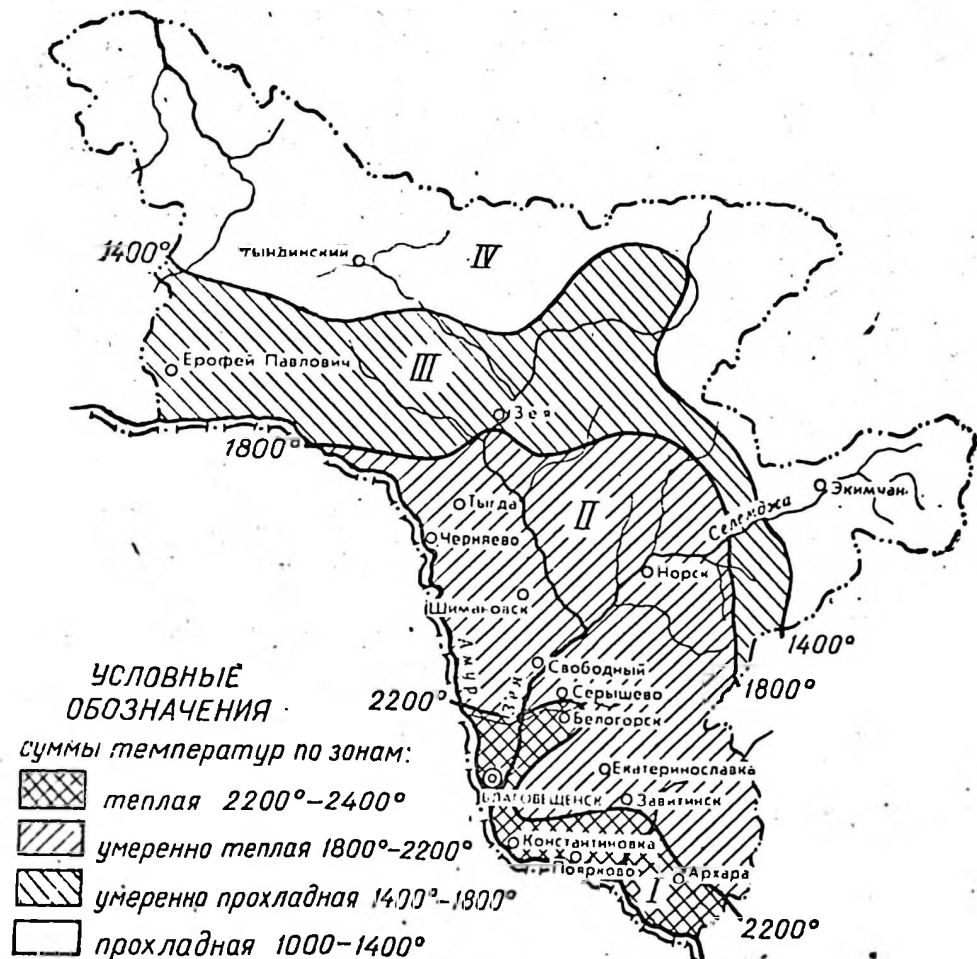 1400°
тындинский
IV
Ерофей Павлович
III
Зея
1800°
Тыгда
II
Экимчан
Селемджа
Черняево
Норск
Шимановск
1400°
Амур
Свободный
1800°
Зея
2200°
Серышево
Белогорск
Екатеринославка
БЛАГОВЕЩЕНСК
Завитинск
Константиновка
Поярково
I
Архара
2200°
УСЛОВНЫЕ
ОБОЗНАЧЕНИЯ
суммы температур по зонам:
теплая 2200°-2400°
умеренно теплая 1800°-2200°
умеренно прохладная 1400°-1800°
прохладная 1000-1400°